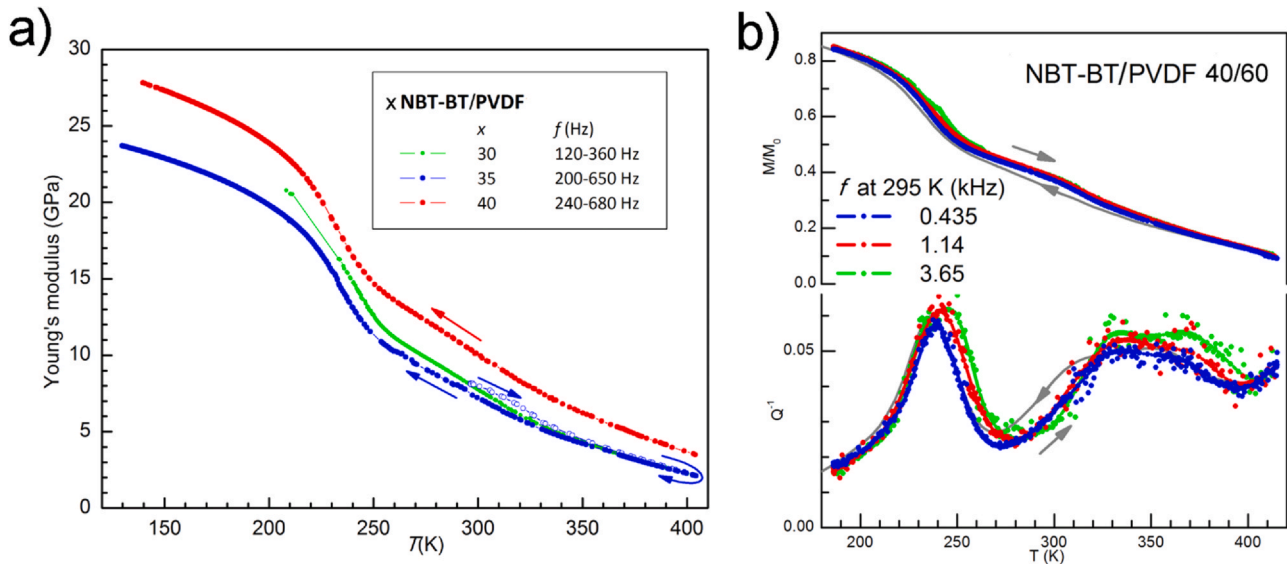 a)
Young's modulus (GPa)
30
25
20
15
10
5
0
150
200
250
300
350
400
T(K)
x NBT-BT/PVDF
x f (Hz)
30 120-360 Hz
35 200-650 Hz
40 240-680 Hz
b)
NBT-BT/PVDF 40/60
M/M0
0.8
0.6
0.4
0.2
0.0
f at 295 K (kHz)
0.435
1.14
3.65
Q-1
0.05
0.00
200
250
300
350
400
T (K)